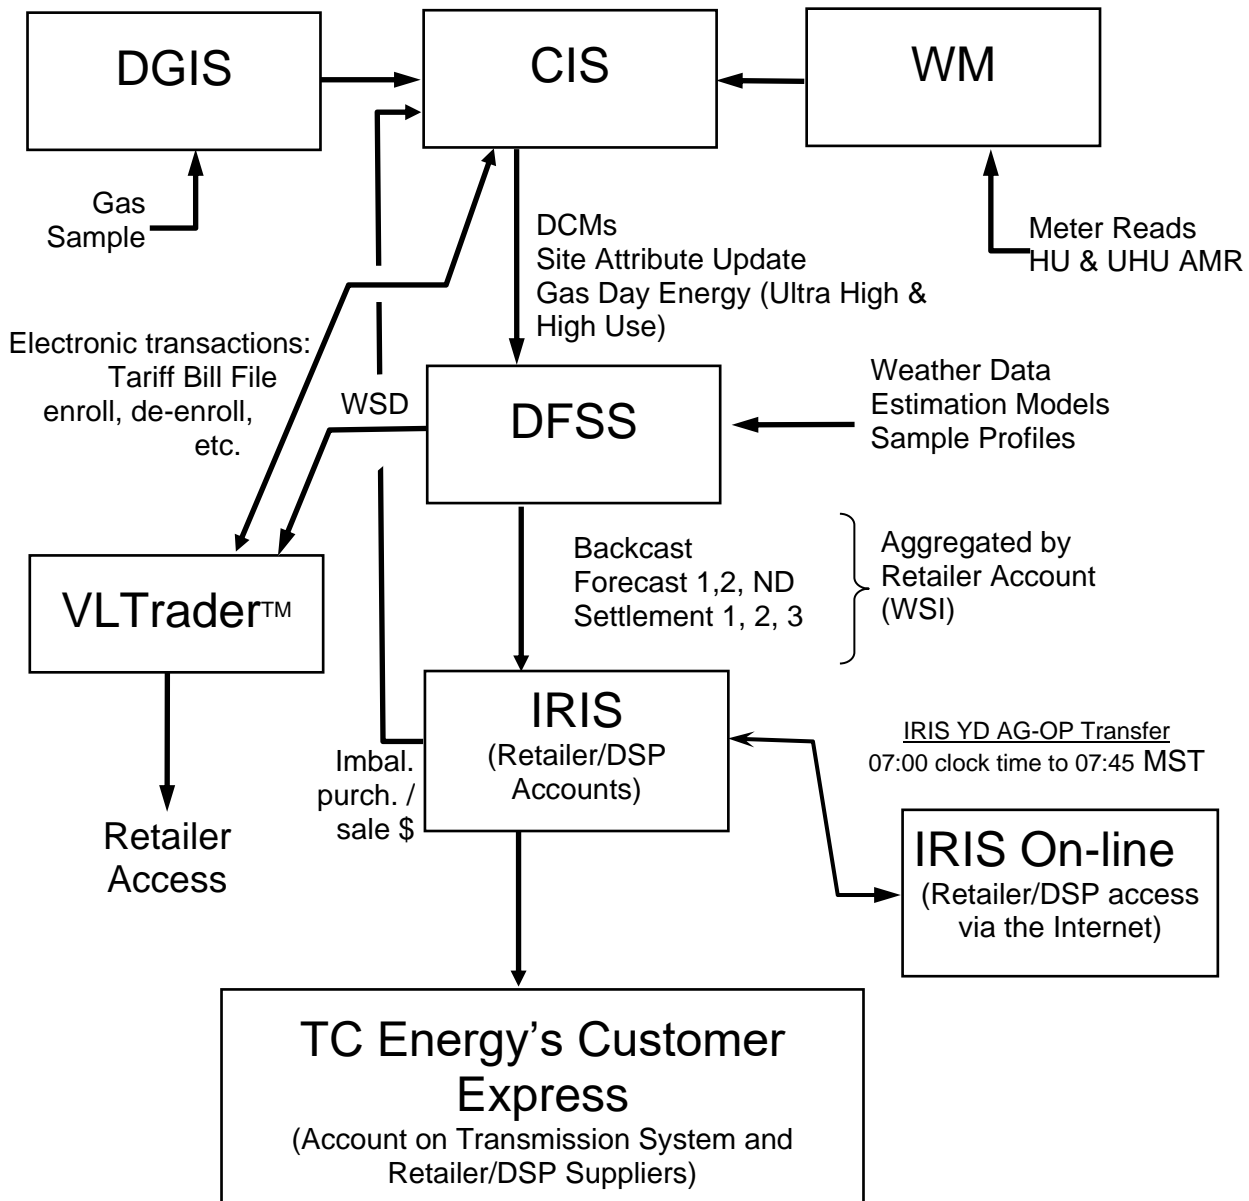 DGIS
CIS
WM
Gas
Sample
DCMs
Site Attribute Update
Gas Day Energy (Ultra High &
High Use)
Meter Reads
HU & UHU AMR
Electronic transactions:
Tariff Bill File
enroll, de-enroll,
etc.
WSD
DFSS
Weather Data
Estimation Models
Sample Profiles
VLTrader™
Backcast
Forecast 1,2, ND
Settlement 1, 2, 3
Aggregated by
Retailer Account
(WSI)
Retailer
Access
Imbal.
purch. /
sale $
IRIS
(Retailer/DSP
Accounts)
IRIS YD AG-OP Transfer
07:00 clock time to 07:45 MST
IRIS On-line
(Retailer/DSP access
via the Internet)
TC Energy’s Customer
Express
(Account on Transmission System and
Retailer/DSP Suppliers)